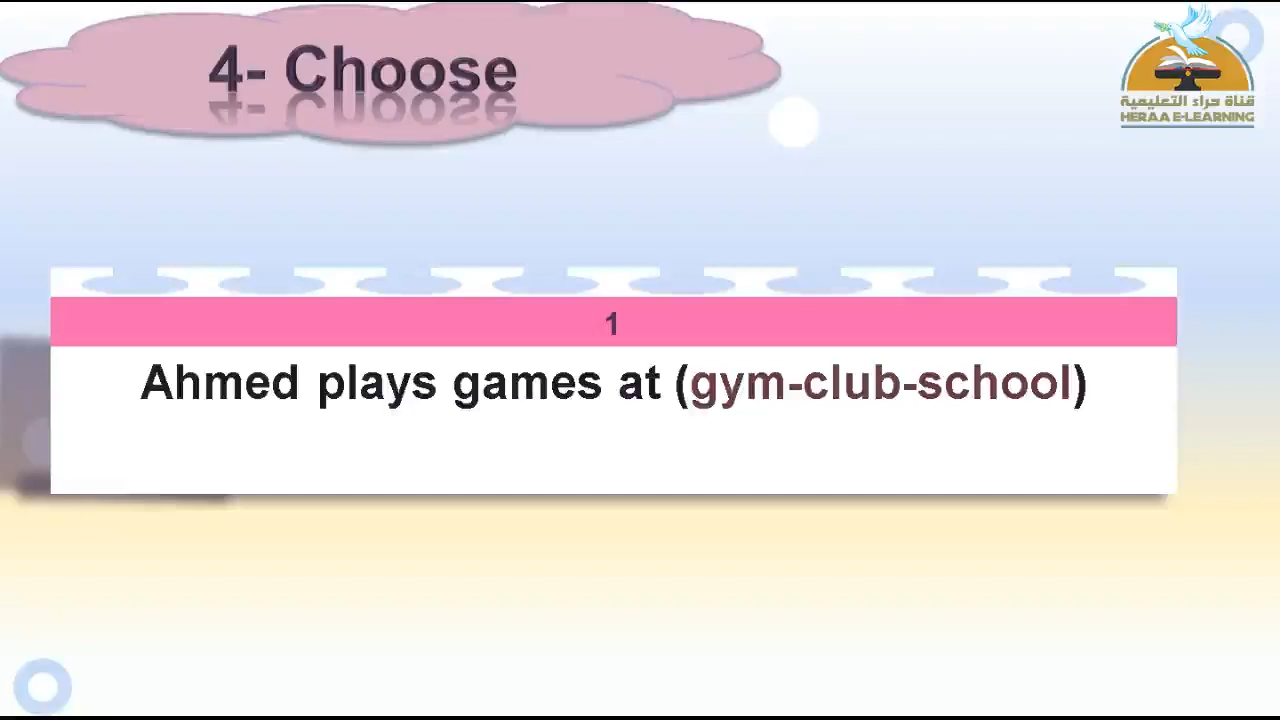 4- Choose
قناة حراء التعليمية
HERAA E-LEARNING
1
Ahmed plays games at (gym-club-school)